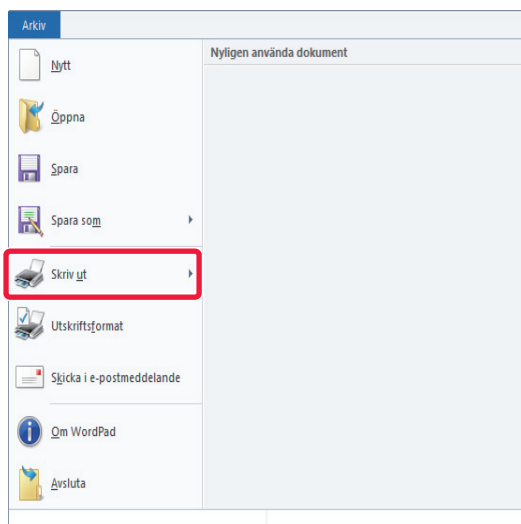 Arkiv
Nyligen använda dokument
Nytt
Öppna
Spara
Spara som
Skriv ut
Utskriftsformat
Skicka i e-postmeddelande
Om WordPad
Avsluta